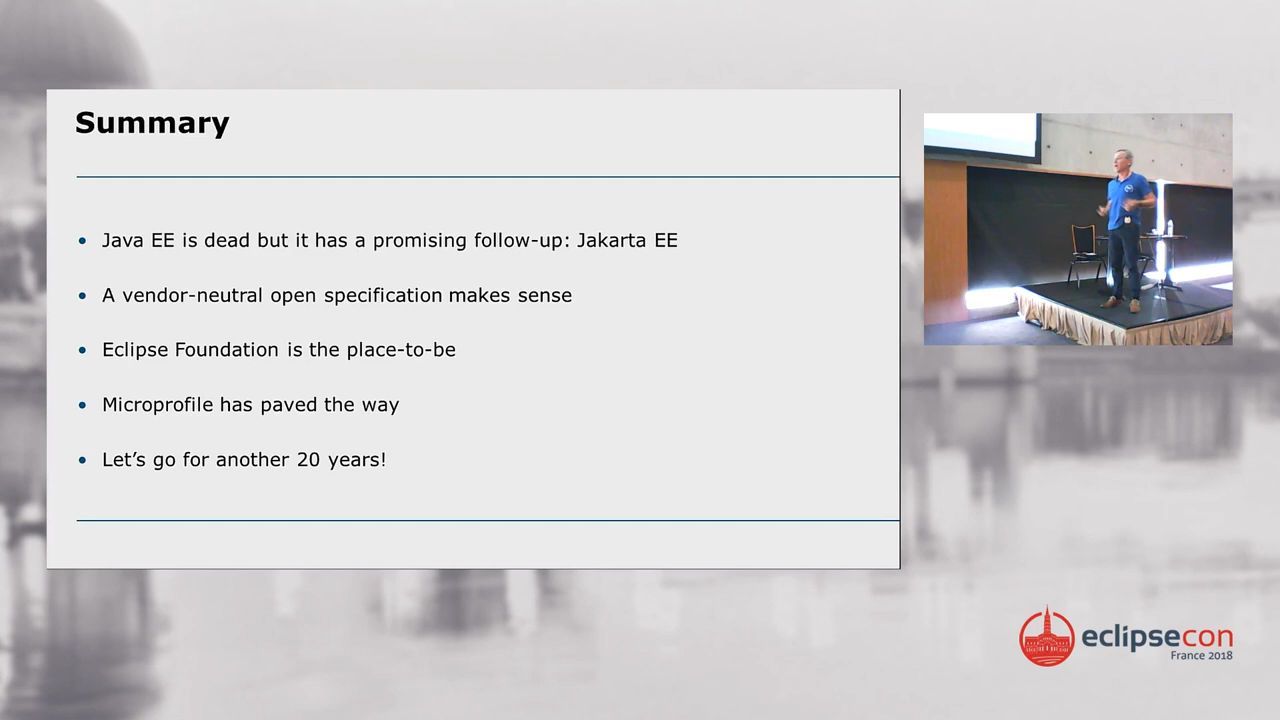 Summary
Java EE is dead but it has a promising follow-up: Jakarta EE
A vendor-neutral open specification makes sense
Eclipse Foundation is the place-to-be
Microprofile has paved the way
Let’s go for another 20 years!
eclipsecon
France 2018